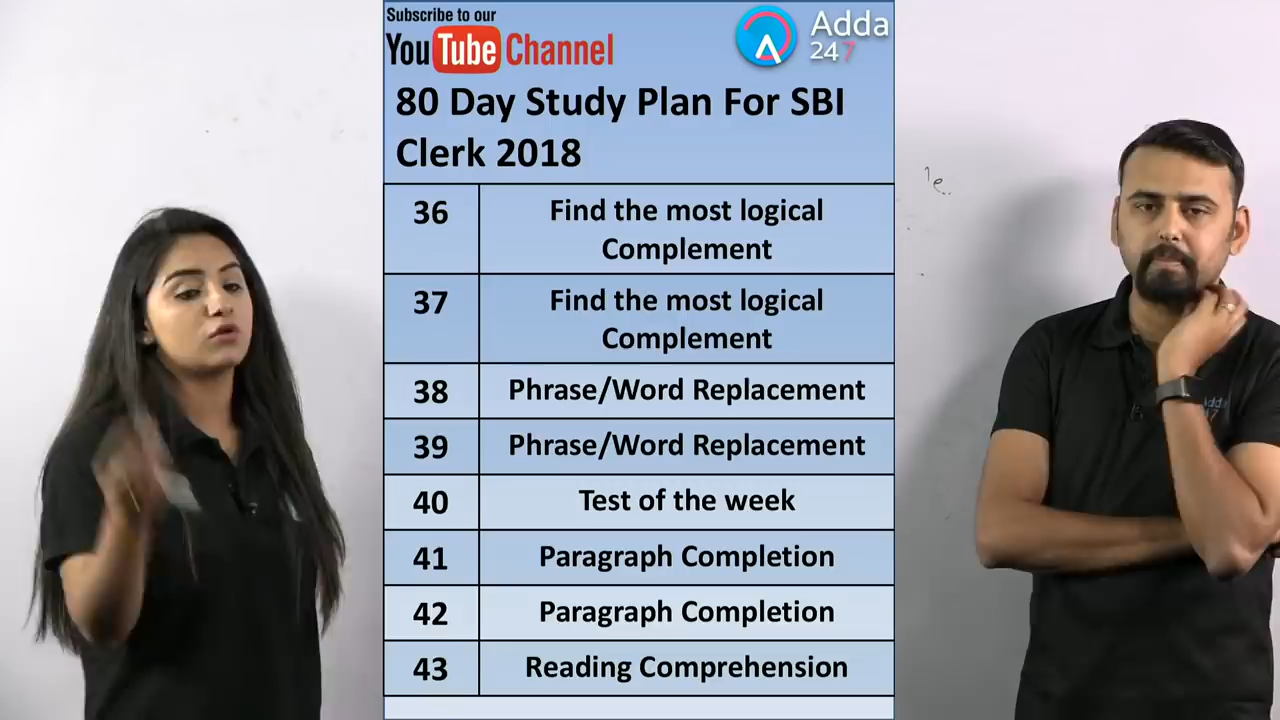 Subscribe to our
YouTube Channel
Adda
247
80 Day Study Plan For SBI
Clerk 2018
36 Find the most logical
Complement
37 Find the most logical
Complement
38 Phrase/Word Replacement
39 Phrase/Word Replacement
40 Test of the week
41 Paragraph Completion
42 Paragraph Completion
43 Reading Comprehension